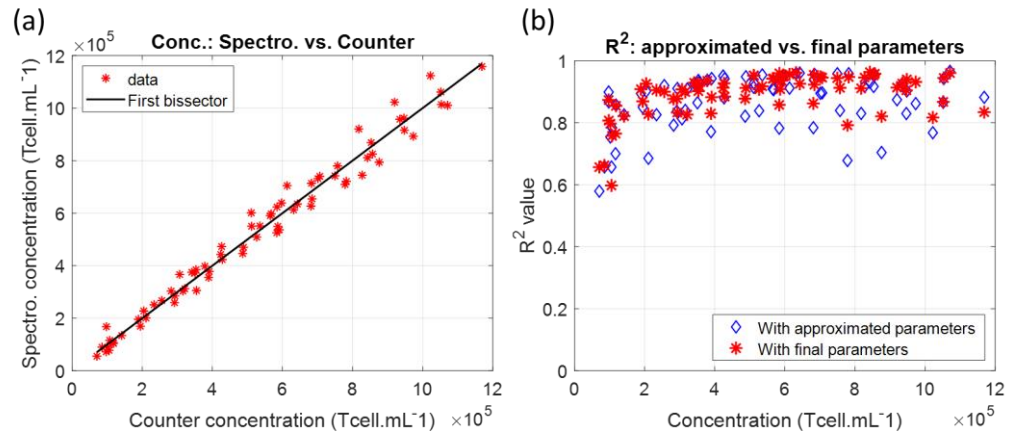 (a)
Conc.: Spectro. vs. Counter
×10⁵
12
10
8
6
4
2
0
Spectro. concentration (Tcell.mL⁻1)
data
First bissector
0 2 4 6 8 10 12
×10⁵
Counter concentration (Tcell.mL⁻1)
(b)
R²: approximated vs. final parameters
1
0.8
0.6
0.4
0.2
0
R² value
With approximated parameters
With final parameters
0 2 4 6 8 10 12
×10⁵
Concentration (Tcell.mL⁻1)